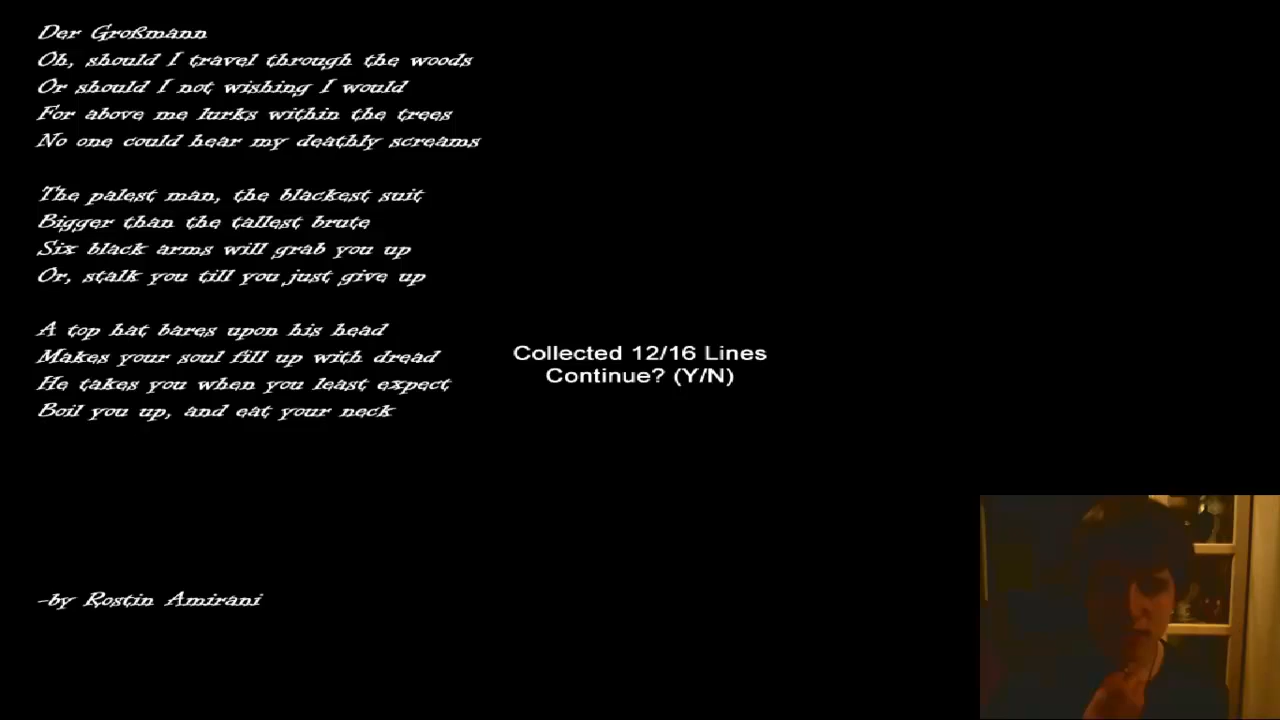 Der Großmann
Oh, should I travel through the woods
Or should I not wishing I would
For above me lurks within the trees
No one could hear my deathly screams
The palest man, the blackest suit
Bigger than the tallest brute
Six black arms will grab you up
Or, stalk you till you just give up
A top hat bares upon his head
Makes your soul fill up with dread
He takes you when you least expect
Boil you up, and eat your neck
Collected 12/16 Lines
Continue? (Y/N)
-by Rostin Amirani